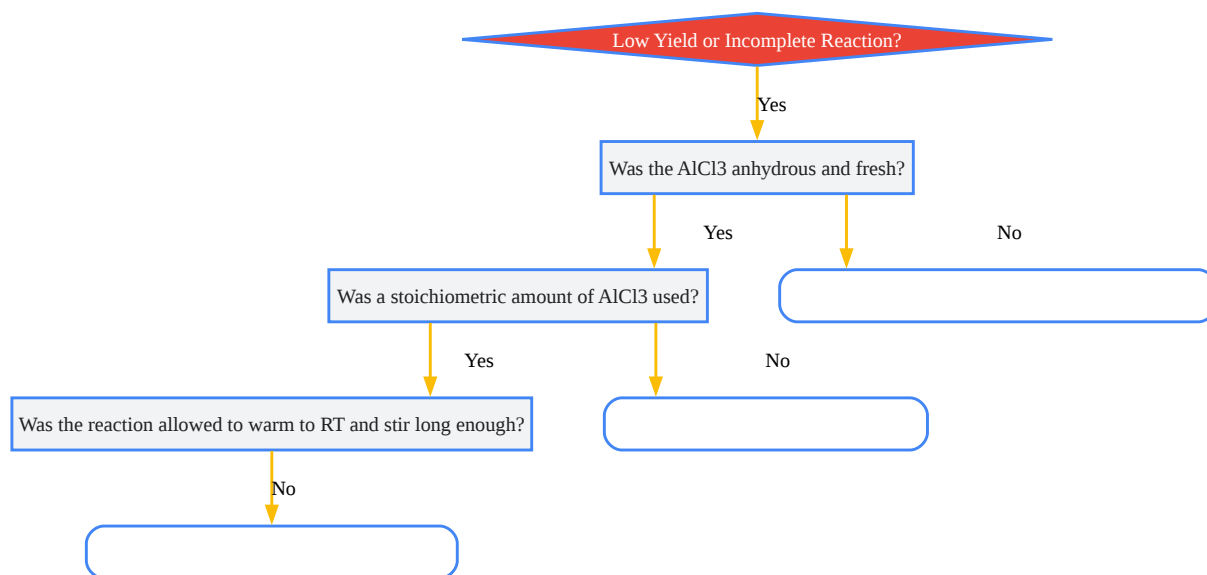 Low Yield or Incomplete Reaction?
Yes
Was the AlCl3 anhydrous and fresh?
Yes
No
Was a stoichiometric amount of AlCl3 used?
Yes
No
Was the reaction allowed to warm to RT and stir long enough?
No